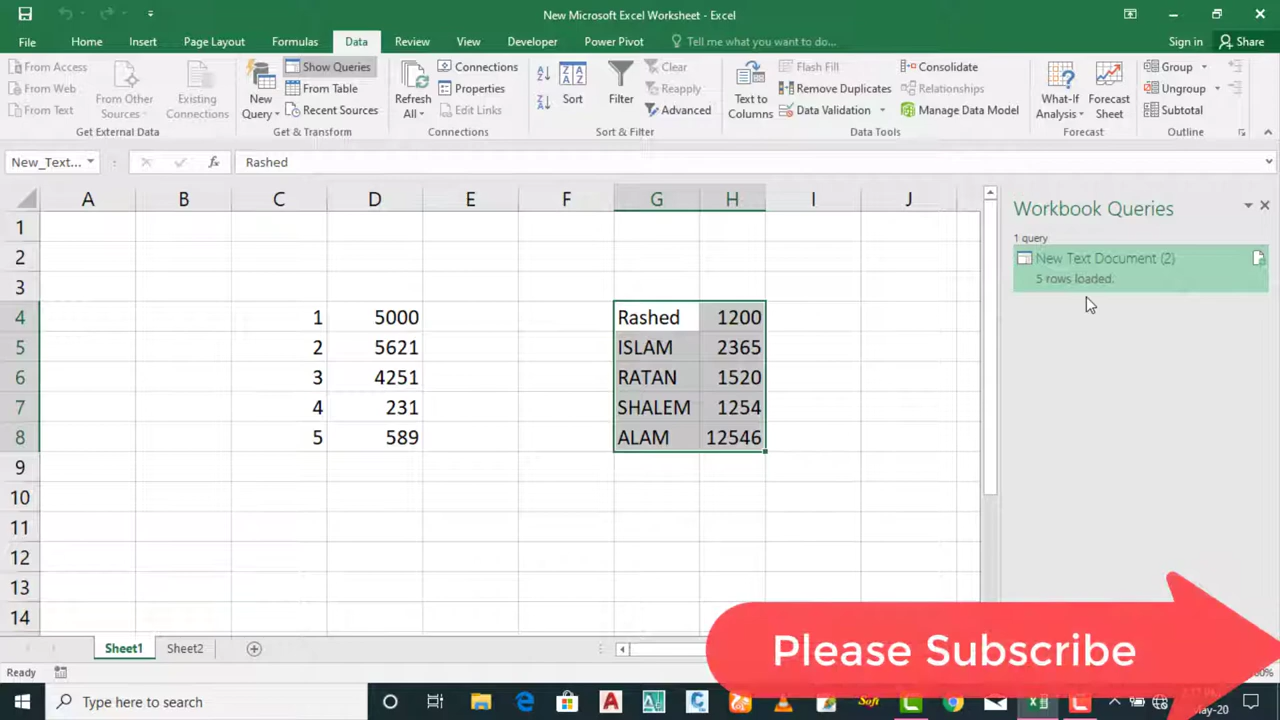 New Microsoft Excel Worksheet - Excel
File Home Insert Page Layout Formulas Data Review View Developer Power Pivot Tell me what you want to do... Sign in Share
From Access
From Web
From Text
From Other Sources
Existing Connections
Get External Data
New Query
Show Queries
From Table
Recent Sources
Get & Transform
Refresh All
Connections
Properties
Edit Links
Connections
Sort
Filter
Clear
Reapply
Advanced
Sort & Filter
Text to Columns
Flash Fill
Remove Duplicates
Data Validation
Consolidate
Relationships
Manage Data Model
Data Tools
What-If Analysis
Forecast Sheet
Forecast
Group
Ungroup
Subtotal
Outline
New_Text... fx Rashed
A B C D E F G H I J
1
2
3
4 1 5000 Rashed 1200
5 2 5621 ISLAM 2365
6 3 4251 RATAN 1520
7 4 231 SHALEM 1254
8 5 589 ALAM 12546
9
10
11
12
13
14
Workbook Queries
1 query
New Text Document (2)
5 rows loaded.
Sheet1 Sheet2
Ready
Please Subscribe
Type here to search
Soft
May-20